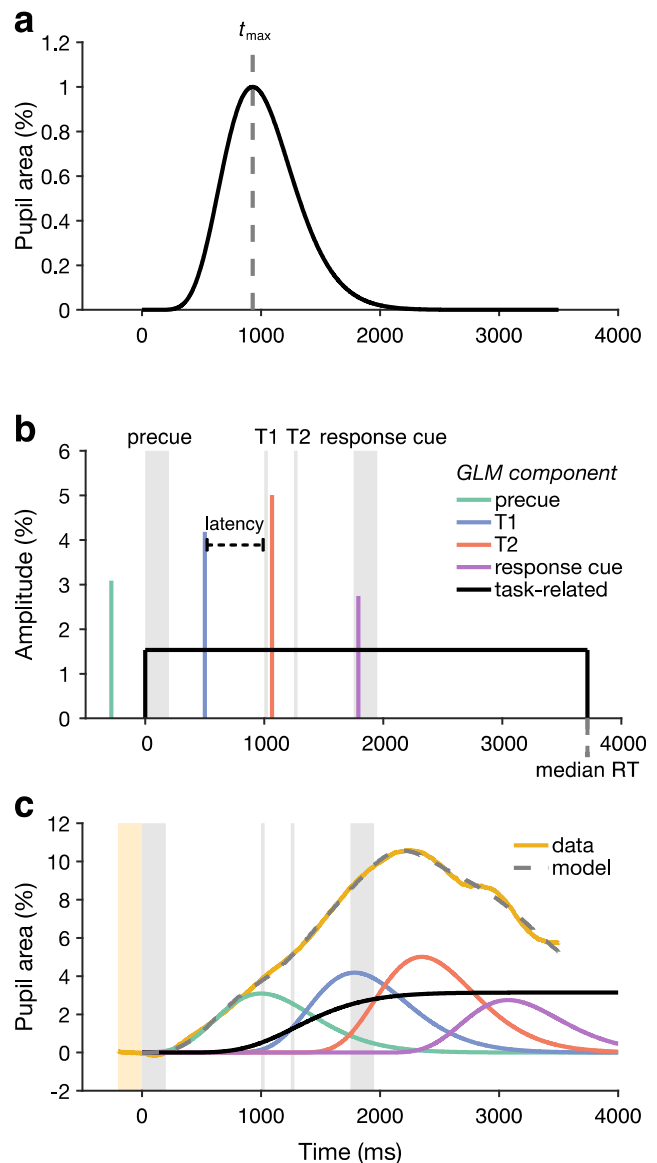 a
tmax
Pupil area (%)
1.2
1
0.8
0.6
0.4
0.2
0
0 1000 2000 3000 4000
b
precue T1 T2 response cue
Amplitude (%)
6
5
4
3
2
1
0
latency
GLM component
precue
T1
T2
response cue
task-related
0 1000 2000 3000 4000
median RT
c
Pupil area (%)
12
10
8
6
4
2
0
-2
data
model
0 1000 2000 3000 4000
Time (ms)